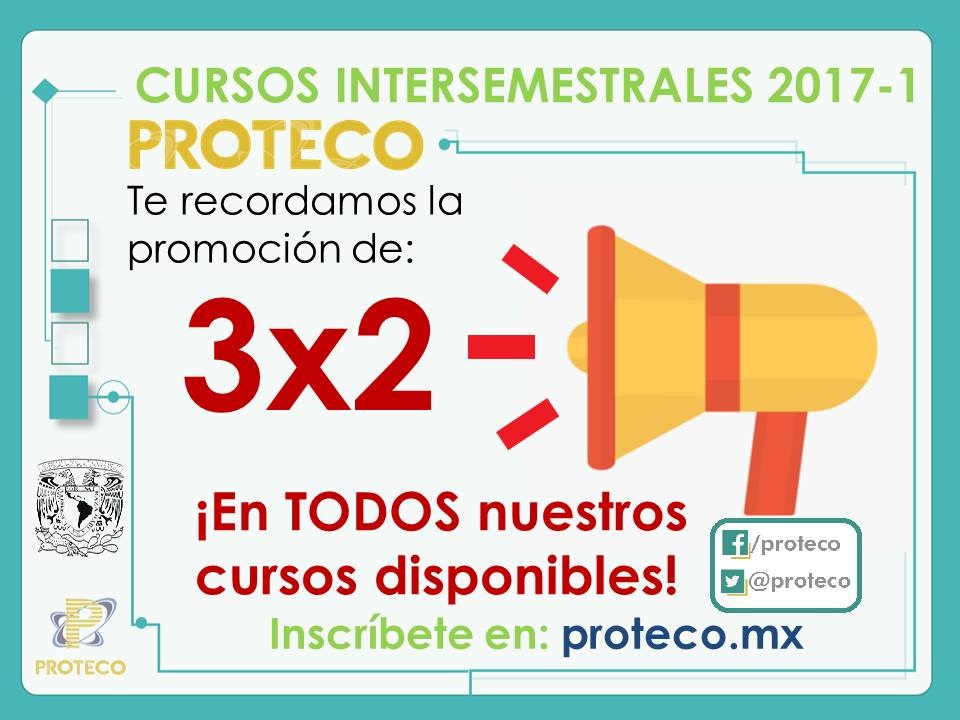 CURSOS INTERSEMESTRALES 2017-1
PROTECO
Te recordamos la
promoción de:
3x2
¡En TODOS nuestros
cursos disponibles!
/proteco
@proteco
Inscríbete en: proteco.mx
PROTECO